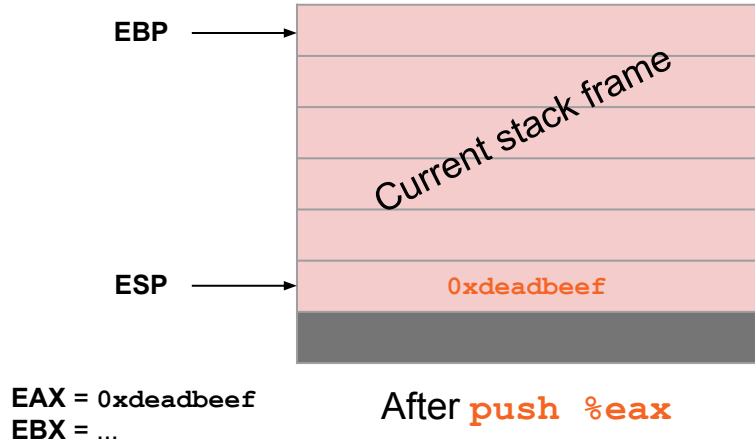 EBP
Current stack frame
ESP
0xdeadbeef
EAX = 0xdeadbeef
EBX = ...
After push %eax